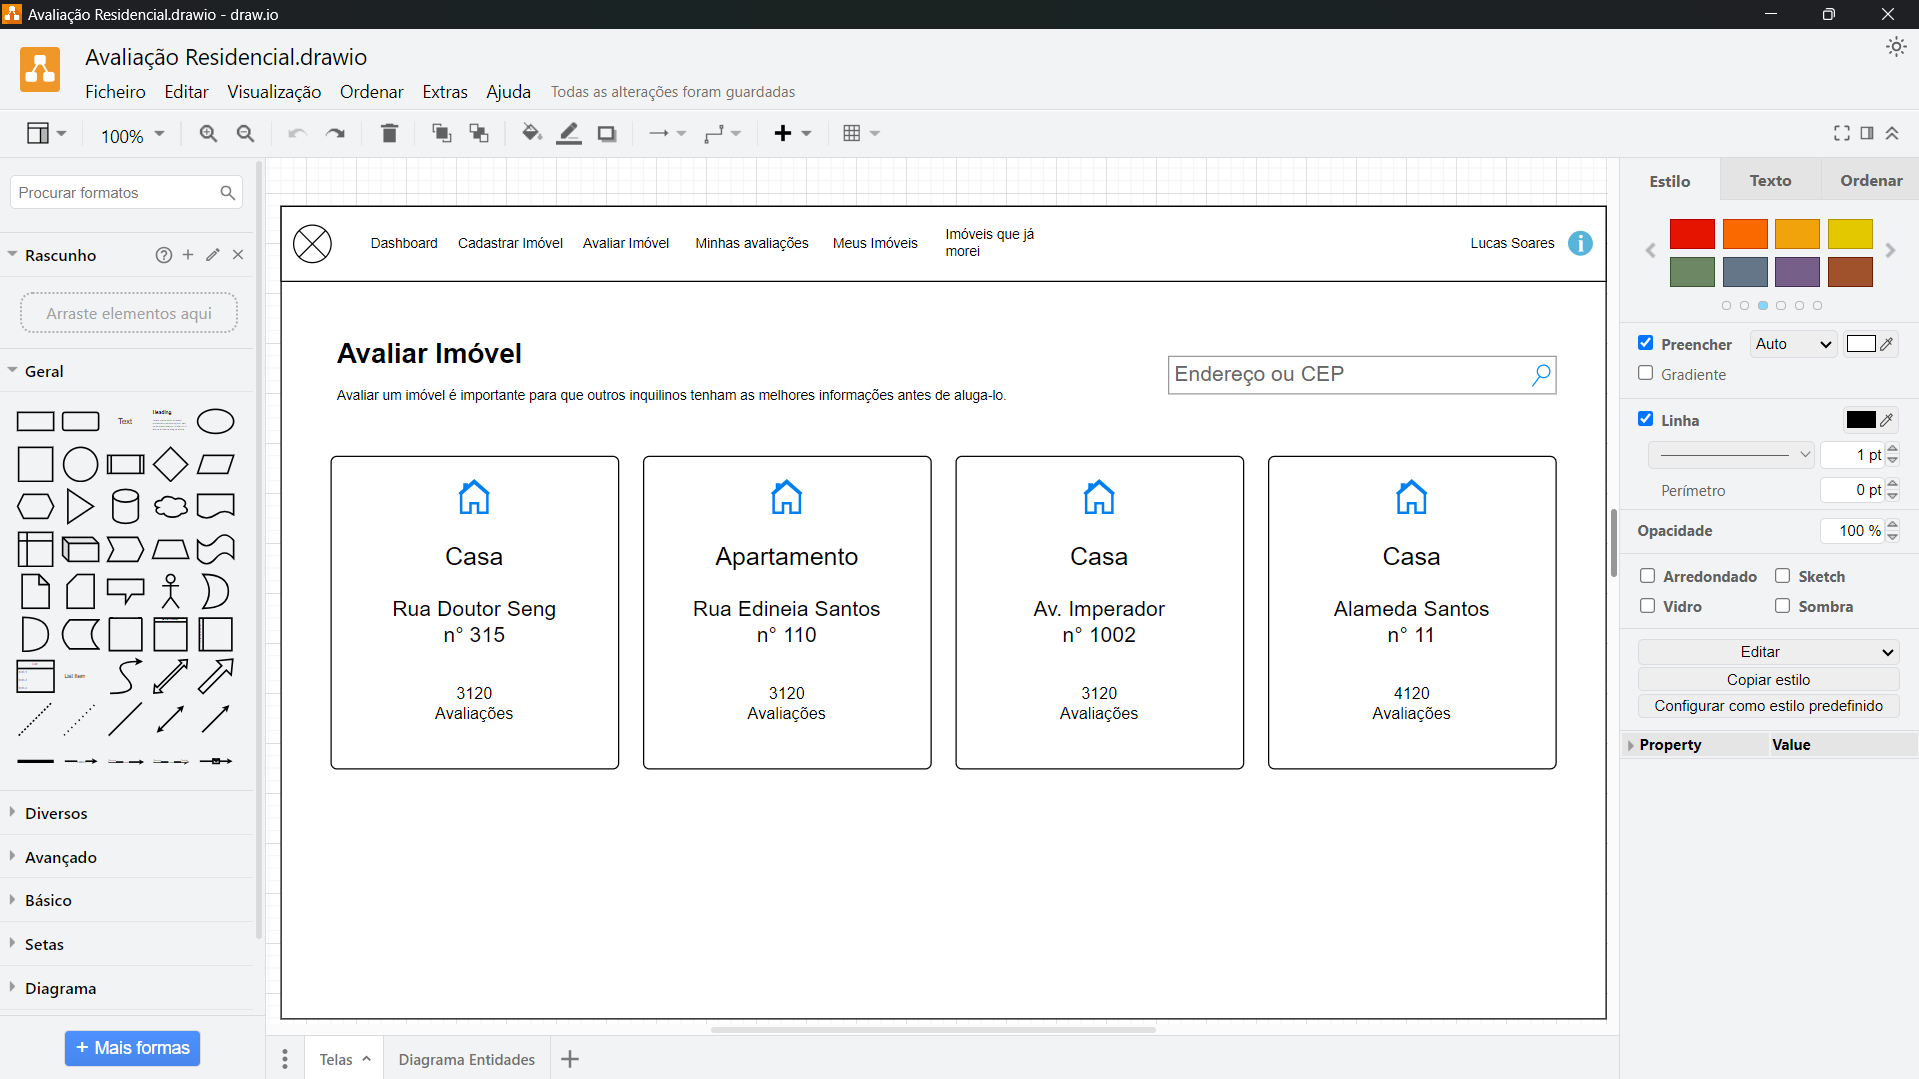 Avaliação Residencial.drawio - draw.io
Avaliação Residencial.drawio
Ficheiro Editar Visualização Ordenar Extras Ajuda Todas as alterações foram guardadas
100%
Procurar formatos
Rascunho
Arraste elementos aqui
Geral
Text
Heading
List Item
Diversos
Avançado
Básico
Setas
Diagrama
+ Mais formas
Dashboard Cadastrar Imóvel Avaliar Imóvel Minhas avaliações Meus Imóveis Imóveis que já
morei
Lucas Soares
Avaliar Imóvel
Avaliar um imóvel é importante para que outros inquilinos tenham as melhores informações antes de aluga-lo.
Endereço ou CEP
Casa
Rua Doutor Seng
n° 315
3120
Avaliações
Apartamento
Rua Edineia Santos
n° 110
3120
Avaliações
Casa
Av. Imperador
n° 1002
3120
Avaliações
Casa
Alameda Santos
n° 11
4120
Avaliações
Telas Diagrama Entidades
Estilo Texto Ordenar
Preencher Auto
Gradiente
Linha
1 pt
Perímetro 0 pt
Opacidade 100 %
Arredondado Sketch
Vidro Sombra
Editar
Copiar estilo
Configurar como estilo predefinido
Property Value